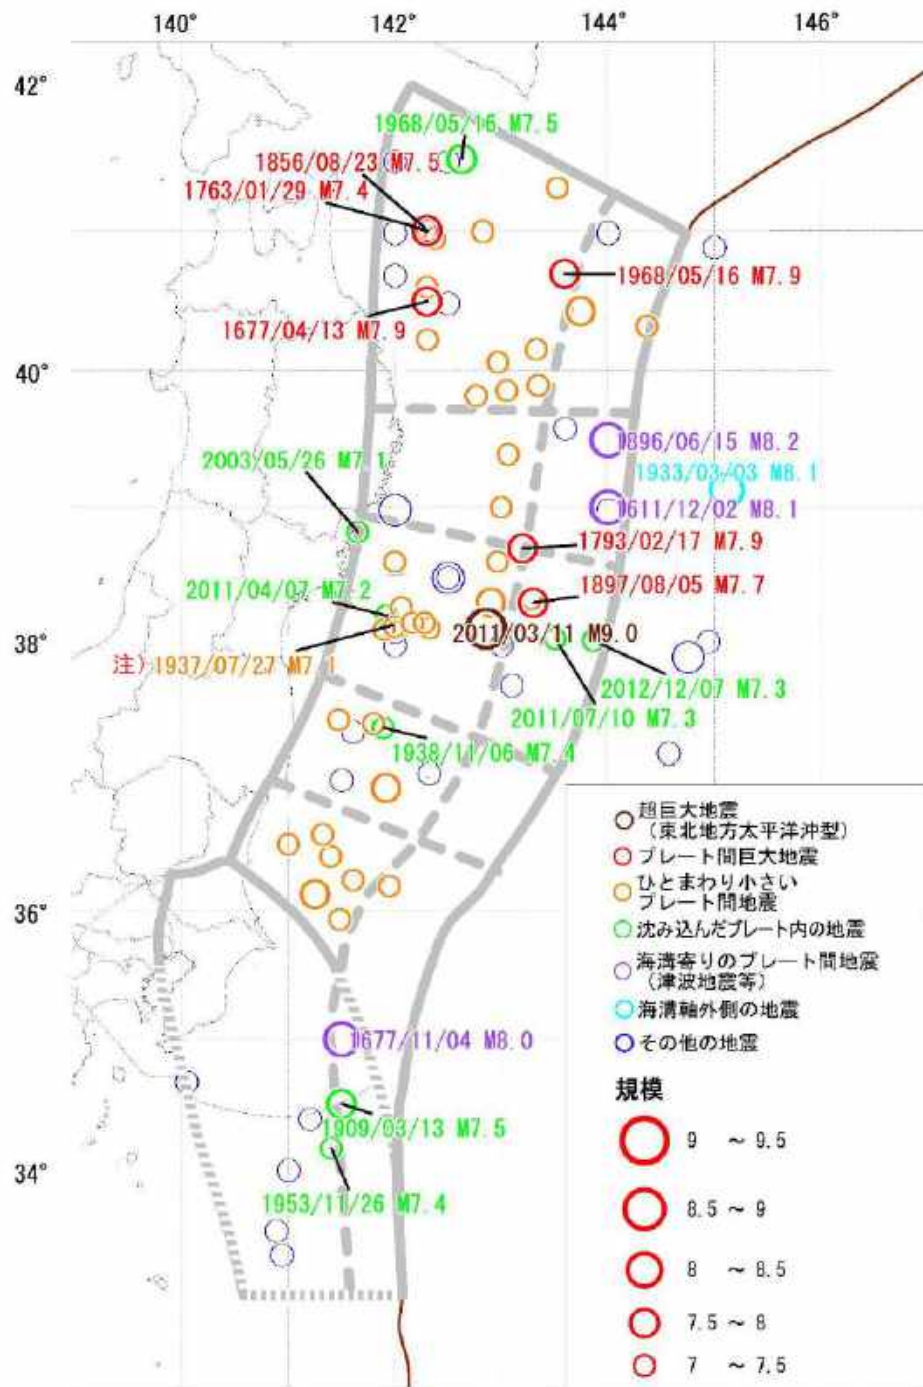 140° 142° 144° 146°
42°
1968/05/16 M7.5
1856/08/23 M7.5
1763/01/29 M7.4
1968/05/16 M7.9
1677/04/13 M7.9
40°
1896/06/15 M8.2
2003/05/26 M7.1
1933/03/03 M8.1
1611/12/02 M8.1
1793/02/17 M7.9
2011/04/07 M7.2
1897/08/05 M7.7
38°
2011/03/11 M9.0
注)1937/07/27 M7.1
2012/12/07 M7.3
2011/07/10 M7.3
1938/11/06 M7.4
超巨大地震
(東北地方太平洋沖型)
プレート間巨大地震
ひとまわり小さい
プレート間地震
36°
沈み込んだプレート内の地震
海溝寄りのプレート間地震
(津波地震等)
海溝軸外側の地震
その他の地震
1677/11/04 M8.0
規模
1909/03/13 M7.5
9 ～ 9.5
34°
1953/11/26 M7.4
8.5 ～ 9
8 ～ 8.5
7.5 ～ 8
7 ～ 7.5